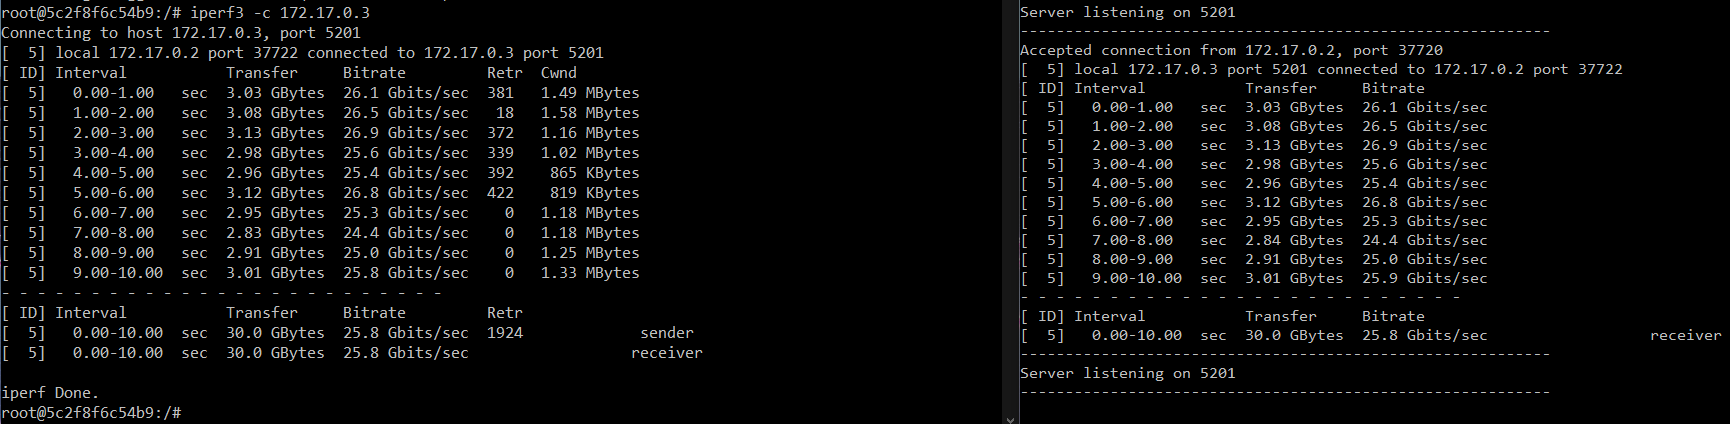 root@5c2f8f6c54b9:/# iperf3 -c 172.17.0.3
Connecting to host 172.17.0.3, port 5201
[  5] local 172.17.0.2 port 37722 connected to 172.17.0.3 port 5201
[ ID] Interval           Transfer     Bitrate         Retr  Cwnd
[  5]   0.00-1.00   sec  3.03 GBytes  26.1 Gbits/sec  381   1.49 MBytes
[  5]   1.00-2.00   sec  3.08 GBytes  26.5 Gbits/sec   18   1.58 MBytes
[  5]   2.00-3.00   sec  3.13 GBytes  26.9 Gbits/sec  372   1.16 MBytes
[  5]   3.00-4.00   sec  2.98 GBytes  25.6 Gbits/sec  339   1.02 MBytes
[  5]   4.00-5.00   sec  2.96 GBytes  25.4 Gbits/sec  392    865 KBytes
[  5]   5.00-6.00   sec  3.12 GBytes  26.8 Gbits/sec  422    819 KBytes
[  5]   6.00-7.00   sec  2.95 GBytes  25.3 Gbits/sec    0   1.18 MBytes
[  5]   7.00-8.00   sec  2.83 GBytes  24.4 Gbits/sec    0   1.18 MBytes
[  5]   8.00-9.00   sec  2.91 GBytes  25.0 Gbits/sec    0   1.25 MBytes
[  5]   9.00-10.00  sec  3.01 GBytes  25.8 Gbits/sec    0   1.33 MBytes
- - - - - - - - - - - - - - - - - - - - - - - - -
[ ID] Interval           Transfer     Bitrate         Retr
[  5]   0.00-10.00  sec  30.0 GBytes  25.8 Gbits/sec  1924             sender
[  5]   0.00-10.00  sec  30.0 GBytes  25.8 Gbits/sec                  receiver
iperf Done.
root@5c2f8f6c54b9:/#
Server listening on 5201
-----------------------------------------------------------
Accepted connection from 172.17.0.2, port 37720
[  5] local 172.17.0.3 port 5201 connected to 172.17.0.2 port 37722
[ ID] Interval           Transfer     Bitrate
[  5]   0.00-1.00   sec  3.03 GBytes  26.1 Gbits/sec
[  5]   1.00-2.00   sec  3.08 GBytes  26.5 Gbits/sec
[  5]   2.00-3.00   sec  3.13 GBytes  26.9 Gbits/sec
[  5]   3.00-4.00   sec  2.98 GBytes  25.6 Gbits/sec
[  5]   4.00-5.00   sec  2.96 GBytes  25.4 Gbits/sec
[  5]   5.00-6.00   sec  3.12 GBytes  26.8 Gbits/sec
[  5]   6.00-7.00   sec  2.95 GBytes  25.3 Gbits/sec
[  5]   7.00-8.00   sec  2.84 GBytes  24.4 Gbits/sec
[  5]   8.00-9.00   sec  2.91 GBytes  25.0 Gbits/sec
[  5]   9.00-10.00  sec  3.01 GBytes  25.9 Gbits/sec
- - - - - - - - - - - - - - - - - - - - - - - - -
[ ID] Interval           Transfer     Bitrate
[  5]   0.00-10.00  sec  30.0 GBytes  25.8 Gbits/sec                  receiver
-----------------------------------------------------------
Server listening on 5201
-----------------------------------------------------------